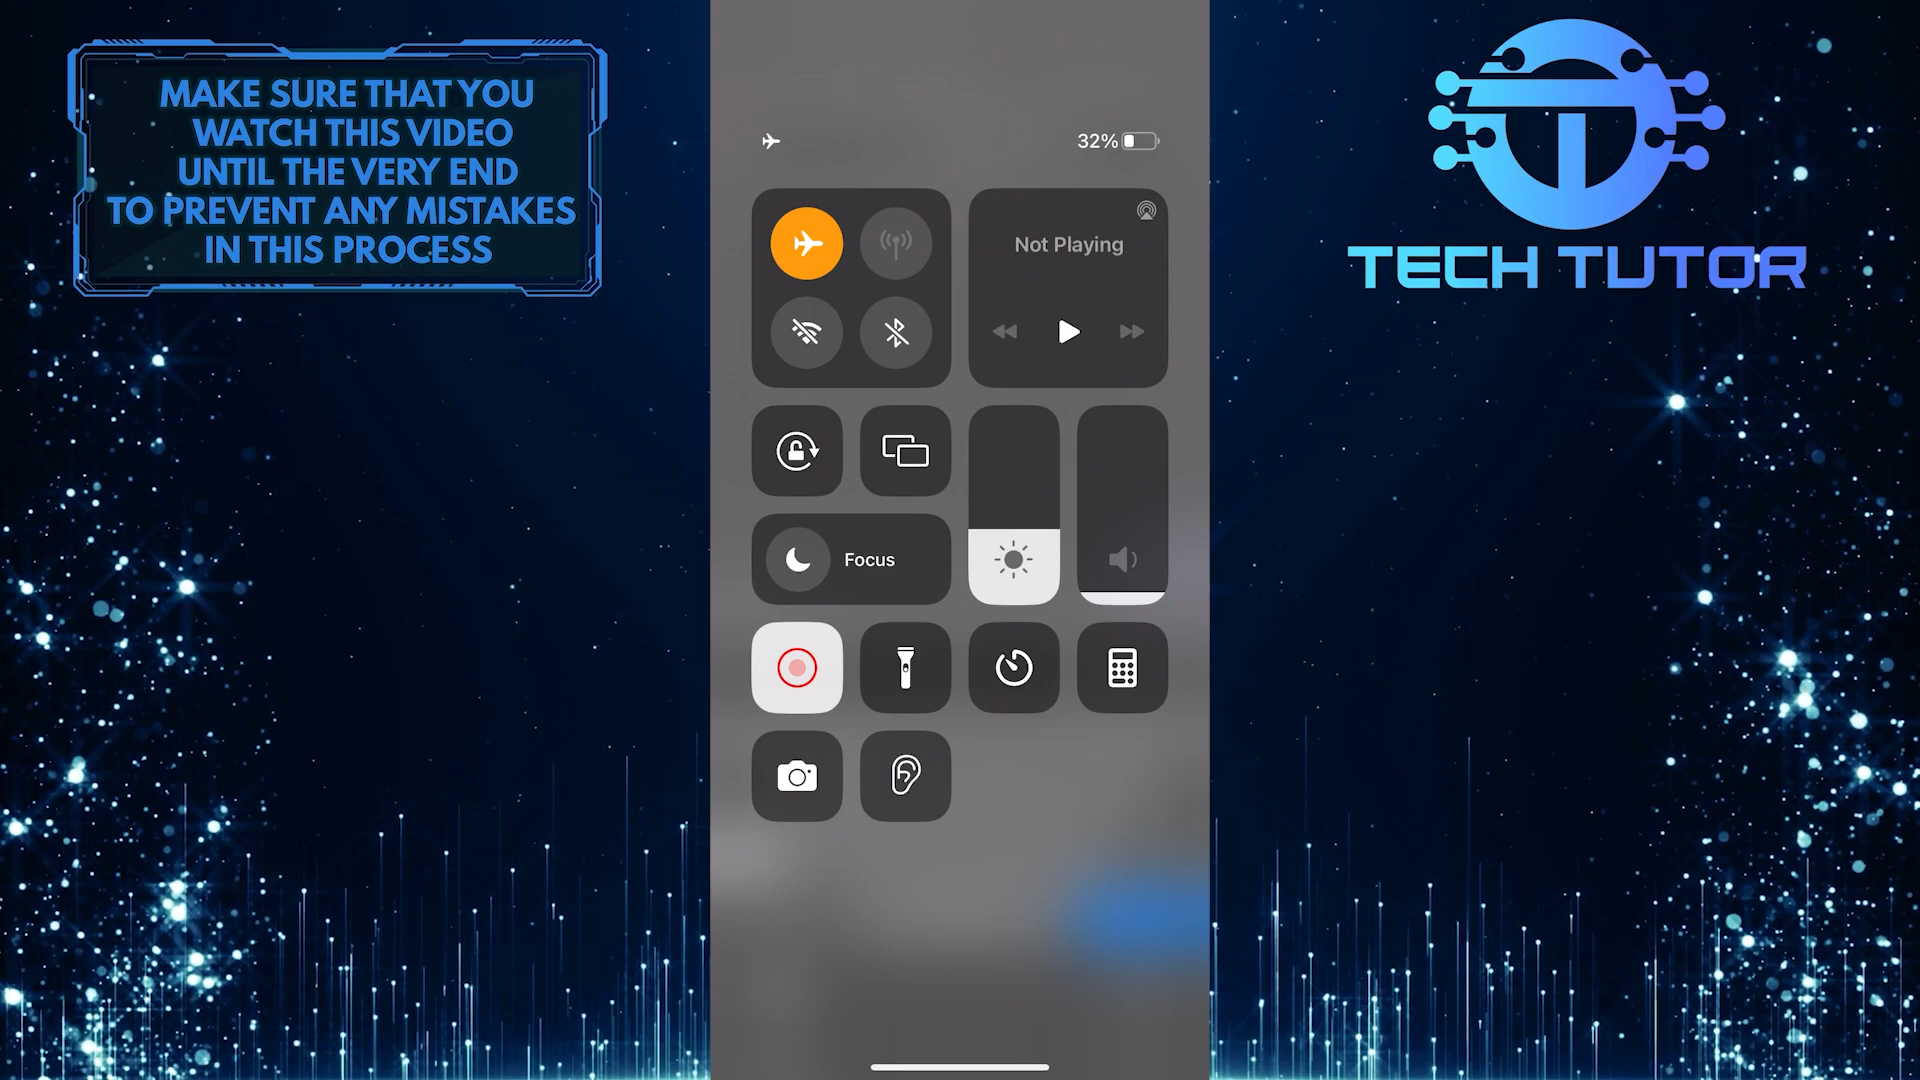 MAKE SURE THAT YOU
WATCH THIS VIDEO
UNTIL THE VERY END
TO PREVENT ANY MISTAKES
IN THIS PROCESS
32%
Not Playing
Focus
TECH TUTOR